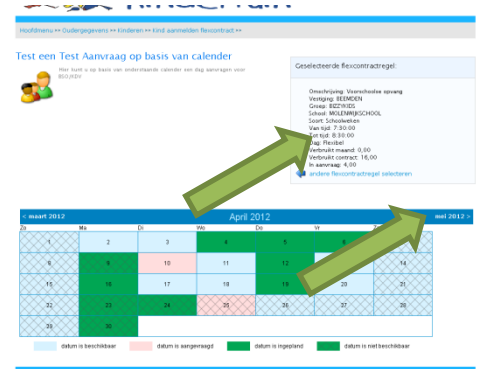 Hoofdmenu >> Oudergegevens >> Kinderen >> Kind aanmelden flexcontract >>
Test een Test Aanvraag op basis van calender
Hier kunt u op basis van onderstaande calender een dag aanvragen voor
Geselecteerde flexcontractregel:
Omschrijving: Voorschoolse opvang
Vestiging: BEEMDEN
Groep: BIZZYKIDS
School: MOLENWIJKSCHOOL
Soort: Schoolweken
Van tijd: 7:30:00
Tot tijd: 8:30:00
Dag: Flexibel
Verbruikt maand: 0,00
Verbruikt contract: 16,00
In aanvraag: 4,00
andere flexcontractregel selecteren
< maart 2012 April 2012 mei 2012 >
Zo Ma Di Wo Do Vr
1 2 3 4 5 6
8 9 10 11 12 14
15 16 17 18 19 20 21
22 23 24 25 26 27 28
29 30
datum is beschikbaar datum is aangevraagd datum is ingepland datum is niet beschikbaar